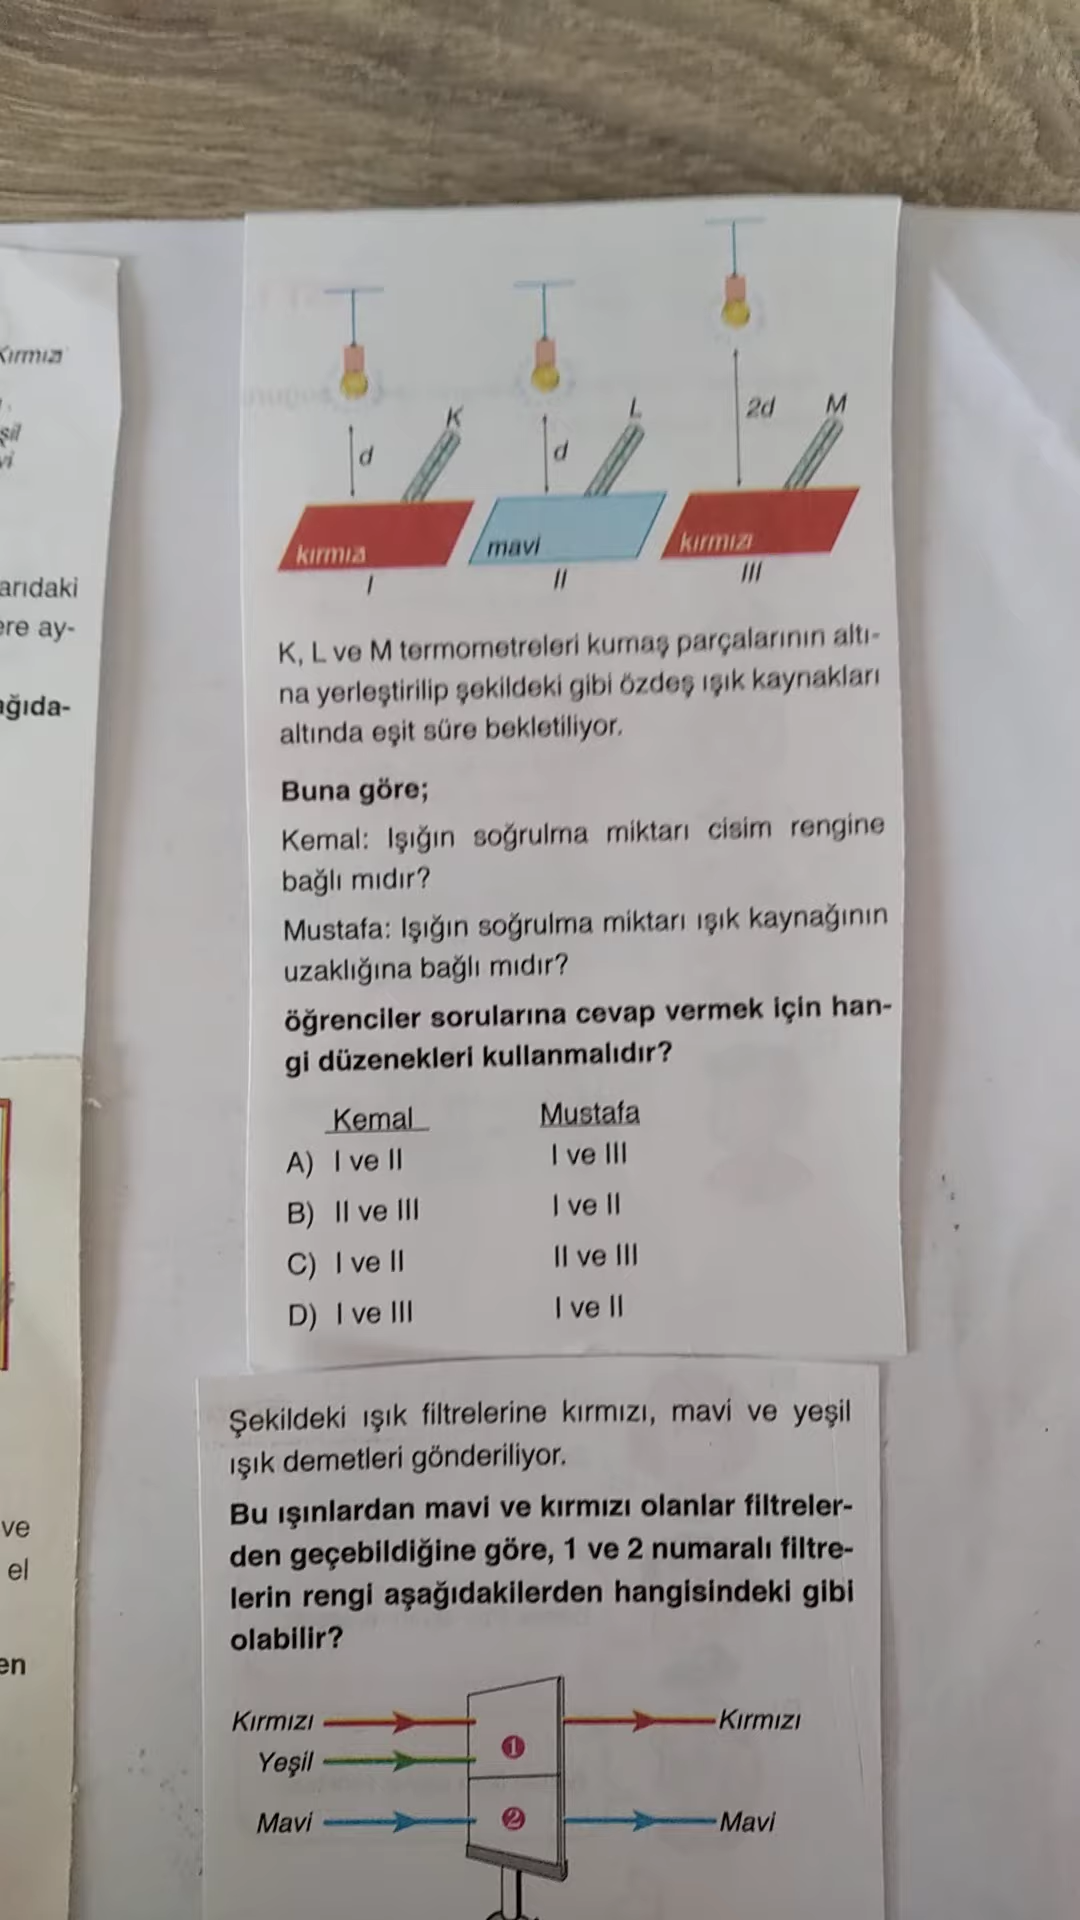 Kırmızı
şil
vi
arıdaki
ere ay-
ağıda-
ve
el
en
K
L
M
d
d
2d
kırmızı
mavi
kırmızı
I
II
III
K, L ve M termometreleri kumaş parçalarının altı-
na yerleştirilip şekildeki gibi özdeş ışık kaynakları
altında eşit süre bekletiliyor.
Buna göre;
Kemal: Işığın soğrulma miktarı cisim rengine
bağlı mıdır?
Mustafa: Işığın soğrulma miktarı ışık kaynağının
uzaklığına bağlı mıdır?
öğrenciler sorularına cevap vermek için han-
gi düzenekleri kullanmalıdır?
Kemal Mustafa
A) I ve II I ve III
B) II ve III I ve II
C) I ve II II ve III
D) I ve III I ve II
Şekildeki ışık filtrelerine kırmızı, mavi ve yeşil
ışık demetleri gönderiliyor.
Bu ışınlardan mavi ve kırmızı olanlar filtreler-
den geçebildiğine göre, 1 ve 2 numaralı filtre-
lerin rengi aşağıdakilerden hangisindeki gibi
olabilir?
Kırmızı 1 Kırmızı
Yeşil
Mavi 2 Mavi